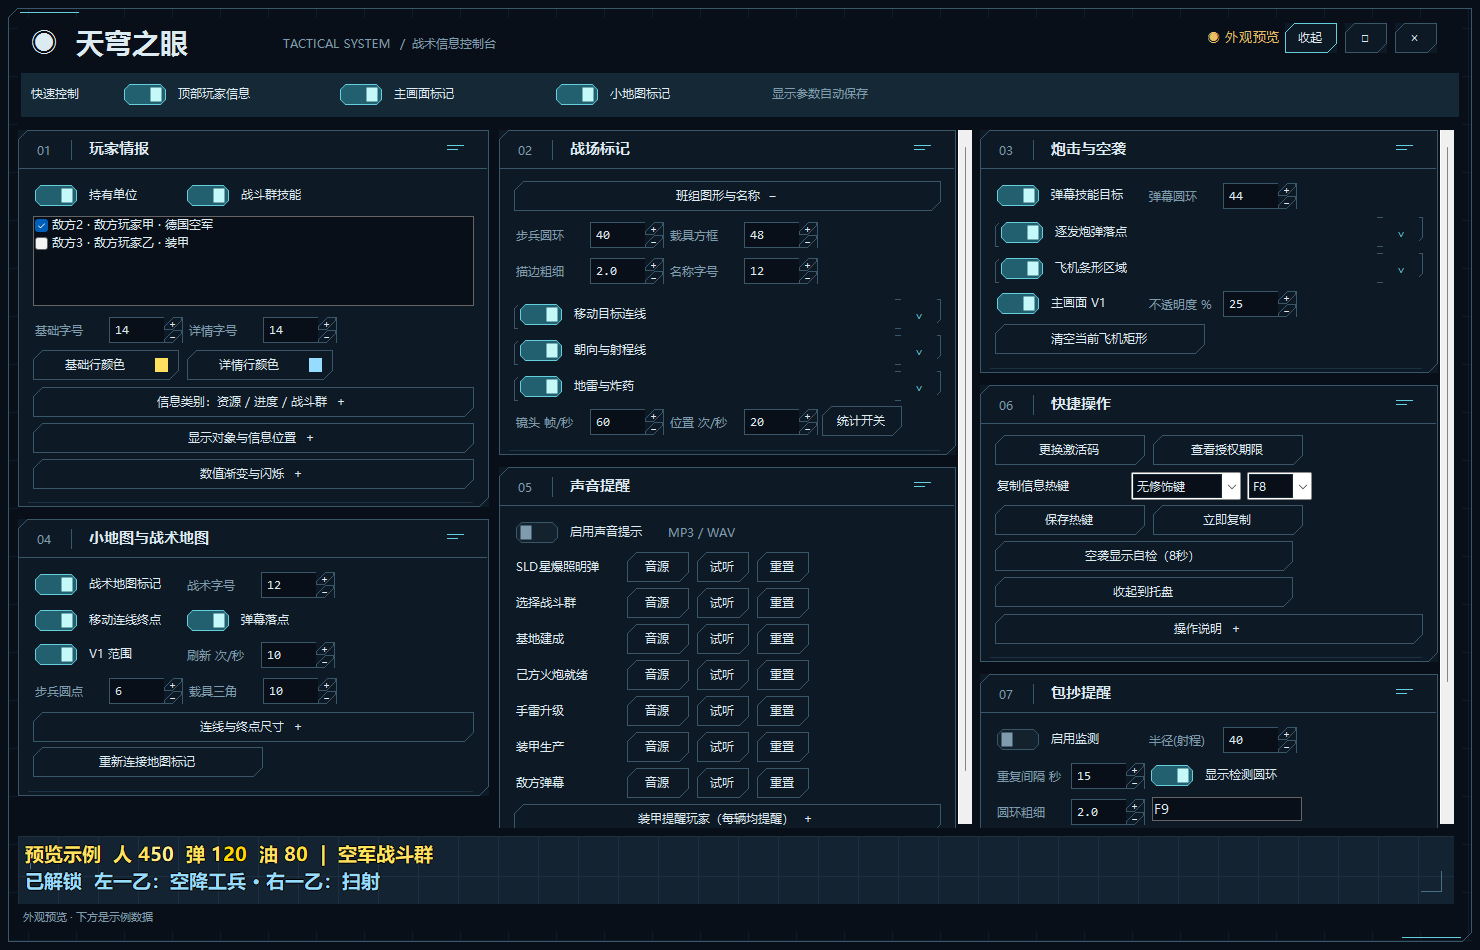 天穹之眼
TACTICAL SYSTEM / 战术信息控制台
外观预览 收起
快速控制 顶部玩家信息 主画面标记 小地图标记 显示参数自动保存
01 玩家情报
持有单位 战斗群技能
敌方2 · 敌方玩家甲 · 德国空军
敌方3 · 敌方玩家乙 · 装甲
基础字号 14 详情字号 14
基础行颜色 详情行颜色
信息类别：资源 / 进度 / 战斗群 +
显示对象与信息位置 +
数值渐变与闪烁 +
04 小地图与战术地图
战术地图标记 战术字号 12
移动连线终点 弹幕落点
V1 范围 刷新 次/秒 10
步兵圆点 6 载具三角 10
连线与终点尺寸 +
重新连接地图标记
02 战场标记
班组图形与名称 −
步兵圆环 40 载具方框 48
描边粗细 2.0 名称字号 12
移动目标连线
朝向与射程线
地雷与炸药
镜头 帧/秒 60 位置 次/秒 20 统计开关
05 声音提醒
启用声音提示 MP3 / WAV
SLD星爆照明弹 音源 试听 重置
选择战斗群 音源 试听 重置
基地建成 音源 试听 重置
己方火炮就绪 音源 试听 重置
手雷升级 音源 试听 重置
装甲生产 音源 试听 重置
敌方弹幕 音源 试听 重置
装甲提醒玩家（每辆均提醒） +
03 炮击与空袭
弹幕技能目标 弹幕圆环 44
逐发炮弹落点
飞机条形区域
主画面 V1 不透明度 % 25
清空当前飞机矩形
06 快捷操作
更换激活码 查看授权期限
复制信息热键 无修饰键 F8
保存热键 立即复制
空袭显示自检（8秒）
收起到托盘
操作说明 +
07 包抄提醒
启用监测 半径(射程) 40
重复间隔 秒 15 显示检测圆环
圆环粗细 2.0 F9
预览示例 人 450 弹 120 油 80 | 空军战斗群
已解锁 左一乙：空降工兵 · 右一乙：扫射
外观预览 · 下方是示例数据